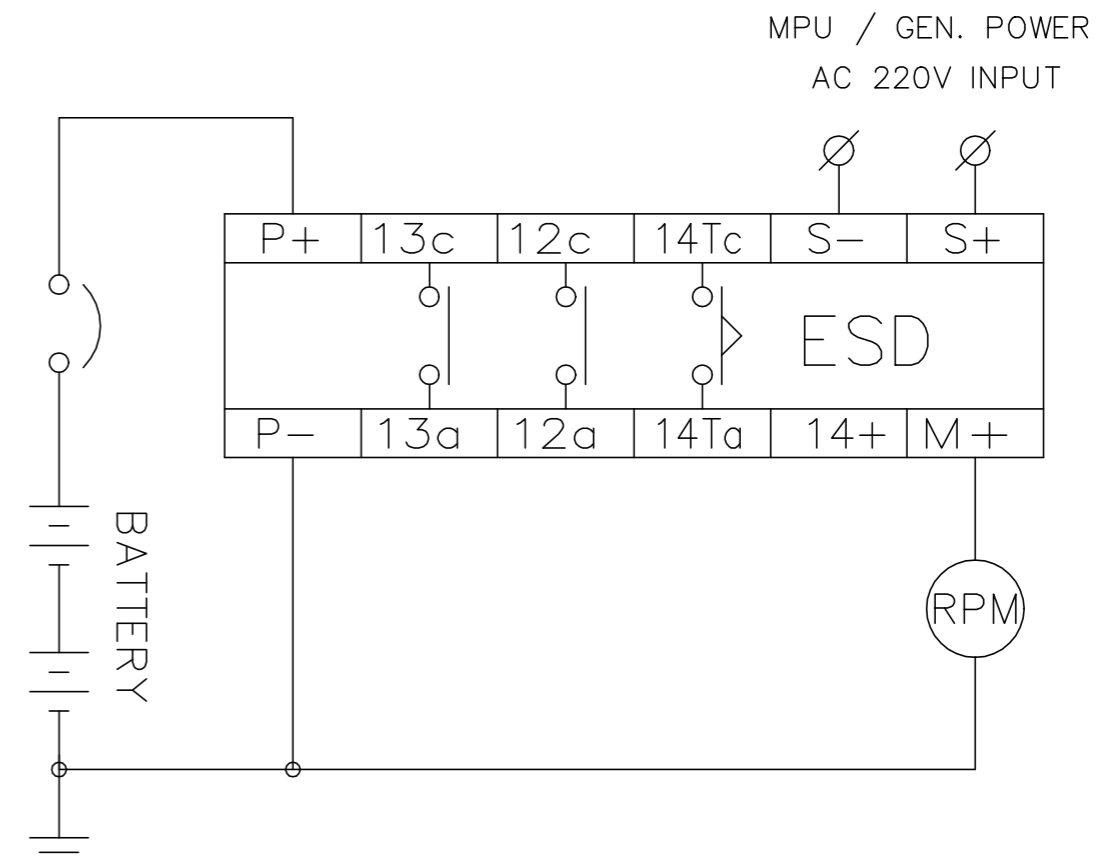 MPU / GEN. POWER
AC 220V INPUT
P+ 13c 12c 14Tc S- S+
ESD
P- 13a 12a 14Ta 14+ M+
BATTERY
RPM